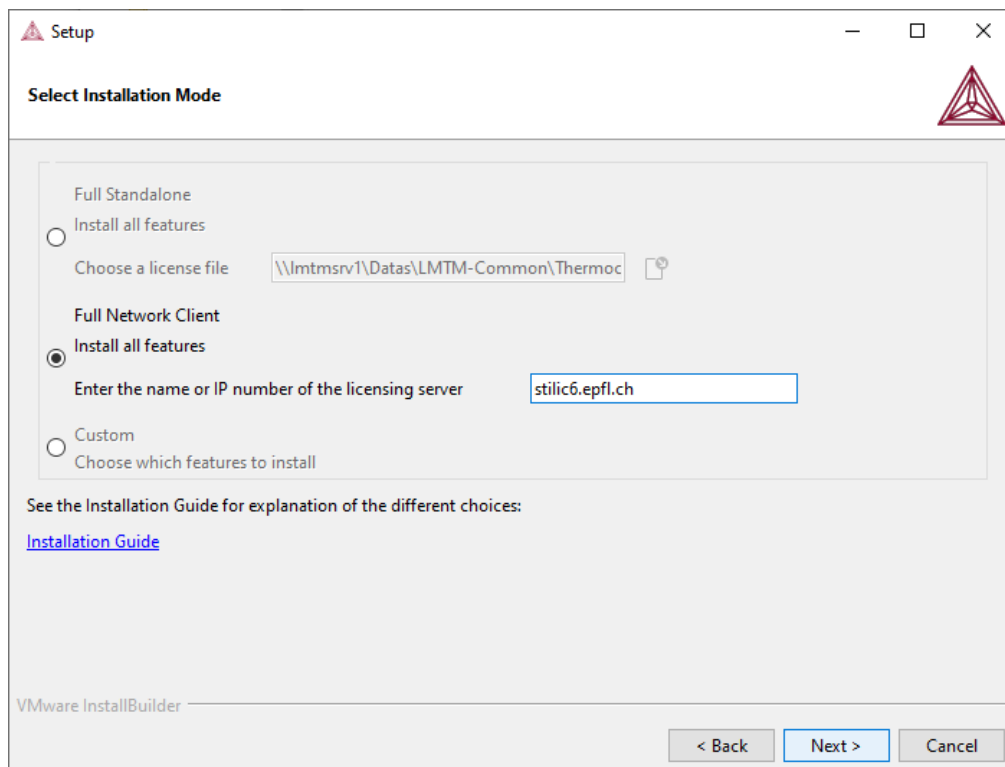 Setup
Select Installation Mode
Full Standalone
Install all features
Choose a license file \\lmtmsrv1\Datas\LMTM-Common\Thermoc
Full Network Client
Install all features
Enter the name or IP number of the licensing server stilic6.epfl.ch
Custom
Choose which features to install
See the Installation Guide for explanation of the different choices:
Installation Guide
VMware InstallBuilder
< Back Next > Cancel